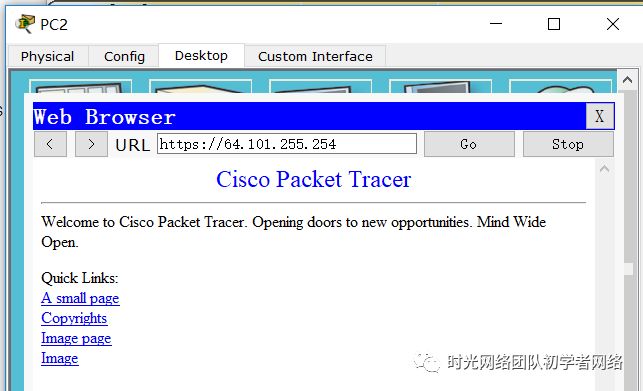 PC2
Physical Config Desktop Custom Interface
Web Browser X
< > URL https://64.101.255.254 Go Stop
Cisco Packet Tracer
Welcome to Cisco Packet Tracer. Opening doors to new opportunities. Mind Wide
Open.
Quick Links:
A small page
Copyrights
Image page
Image
时光网络团队初学者网络